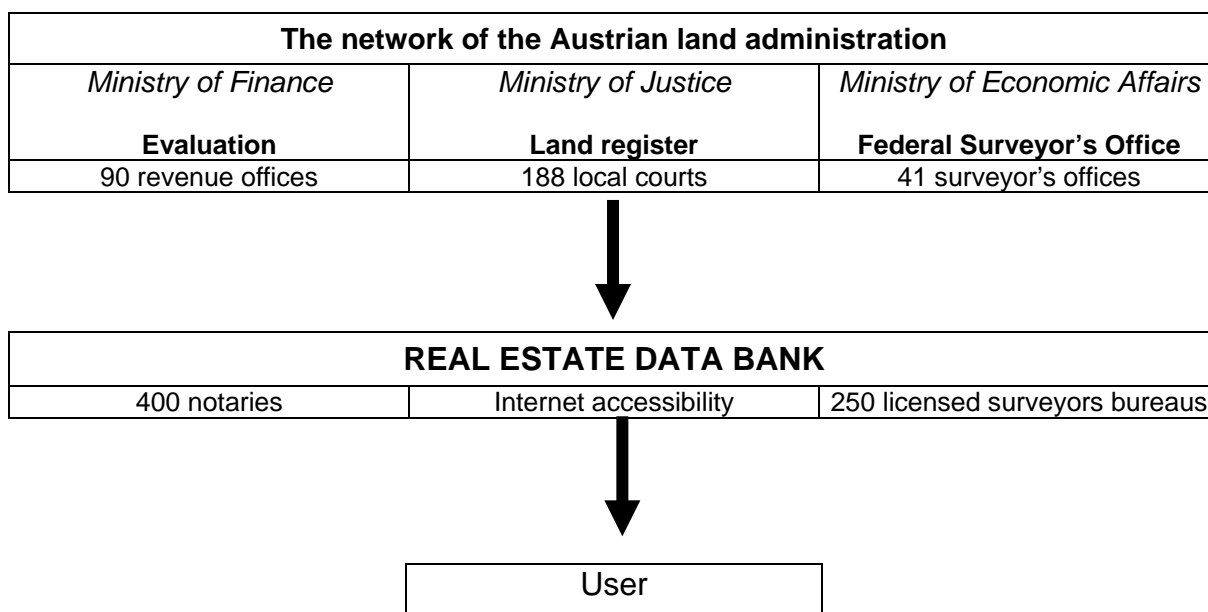 The network of the Austrian land administration
Ministry of Finance Ministry of Justice Ministry of Economic Affairs
Evaluation Land register Federal Surveyor's Office
90 revenue offices 188 local courts 41 surveyor's offices
REAL ESTATE DATA BANK
400 notaries Internet accessibility 250 licensed surveyors bureaus
User